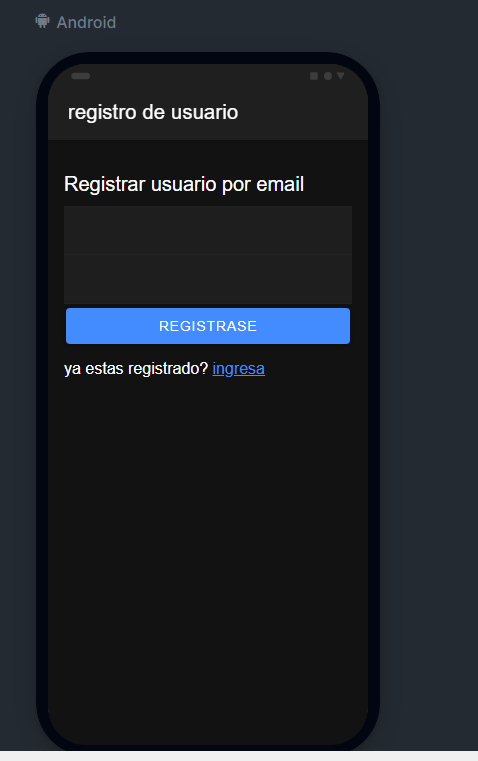 Android
registro de usuario
Registrar usuario por email
REGISTRASE
ya estas registrado? ingresa